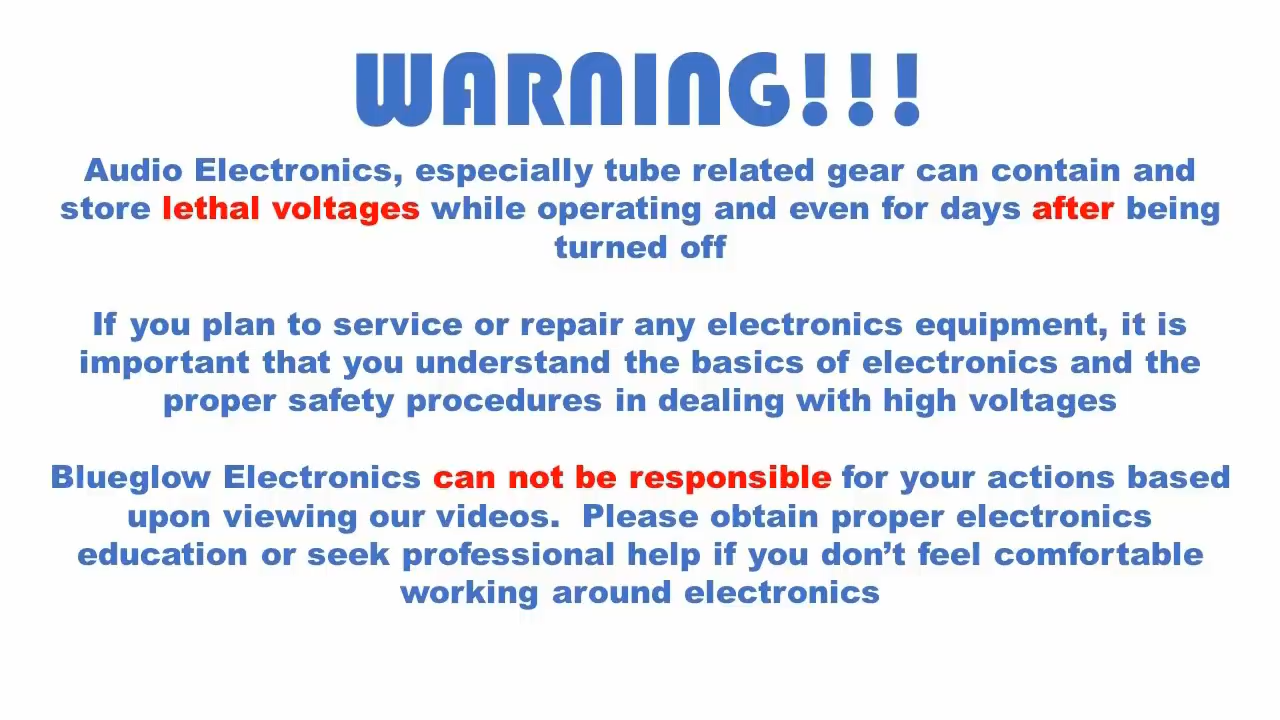 WARNING!!!
Audio Electronics, especially tube related gear can contain and
store lethal voltages while operating and even for days after being
turned off
If you plan to service or repair any electronics equipment, it is
important that you understand the basics of electronics and the
proper safety procedures in dealing with high voltages
Blueglow Electronics can not be responsible for your actions based
upon viewing our videos.  Please obtain proper electronics
education or seek professional help if you don’t feel comfortable
working around electronics